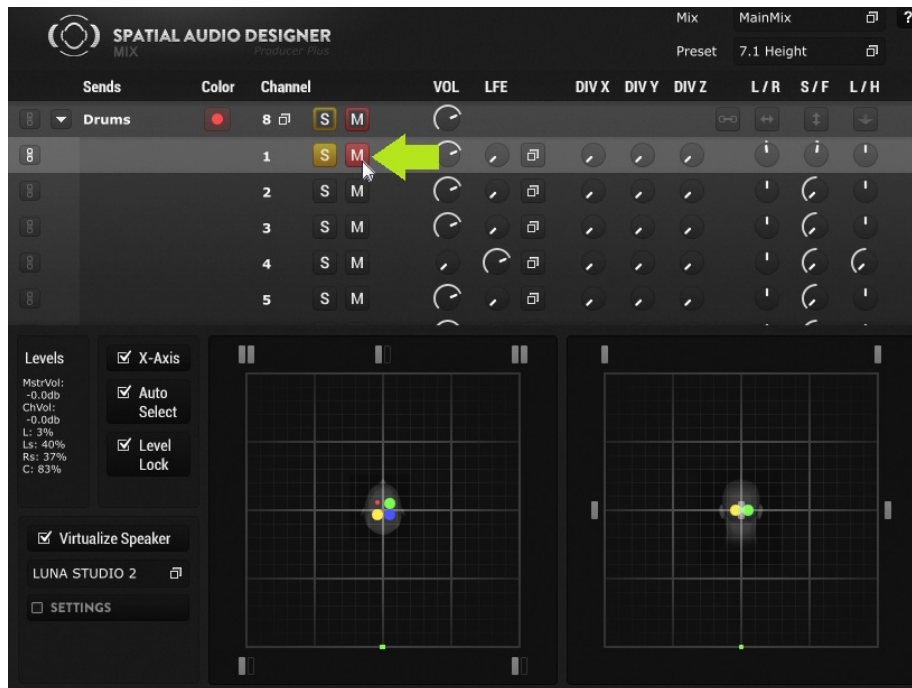 Mix MainMix ?
SPATIAL AUDIO DESIGNER
MIX Producer Plus
Preset 7.1 Height
Sends Color Channel VOL LFE DIV X DIV Y DIV Z L / R S / F L / H
Drums 8 S M
1 S M
2 S M
3 S M
4 S M
5 S M
Levels
MstrVol:
-0.0db
ChVol:
-0.0db
L: 3%
Ls: 40%
Rs: 37%
C: 83%
X-Axis
Auto
Select
Level
Lock
Virtualize Speaker
LUNA STUDIO 2
SETTINGS